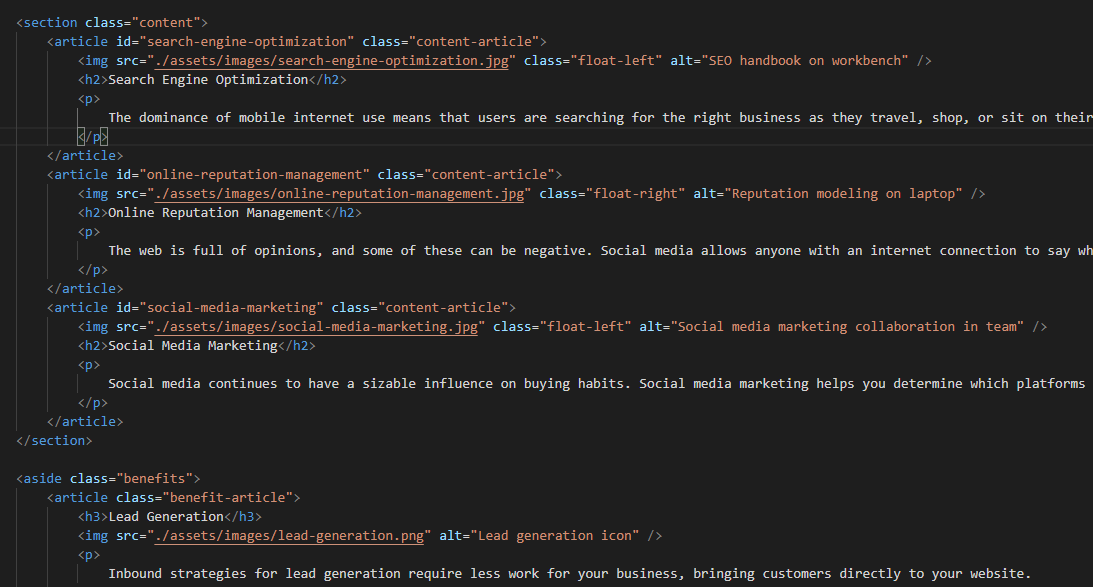 <section class="content">
<article id="search-engine-optimization" class="content-article">
<img src="./assets/images/search-engine-optimization.jpg" class="float-left" alt="SEO handbook on workbench" />
<h2>Search Engine Optimization</h2>
<p>
The dominance of mobile internet use means that users are searching for the right business as they travel, shop, or sit on their
</p>
</article>
<article id="online-reputation-management" class="content-article">
<img src="./assets/images/online-reputation-management.jpg" class="float-right" alt="Reputation modeling on laptop" />
<h2>Online Reputation Management</h2>
<p>
The web is full of opinions, and some of these can be negative. Social media allows anyone with an internet connection to say wh
</p>
</article>
<article id="social-media-marketing" class="content-article">
<img src="./assets/images/social-media-marketing.jpg" class="float-left" alt="Social media marketing collaboration in team" />
<h2>Social Media Marketing</h2>
<p>
Social media continues to have a sizable influence on buying habits. Social media marketing helps you determine which platforms
</p>
</article>
</section>
<aside class="benefits">
<article class="benefit-article">
<h3>Lead Generation</h3>
<img src="./assets/images/lead-generation.png" alt="Lead generation icon" />
<p>
Inbound strategies for lead generation require less work for your business, bringing customers directly to your website.